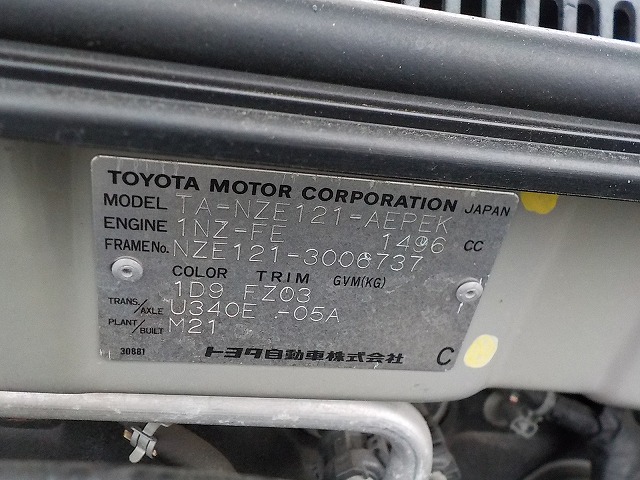 TOYOTA MOTOR CORPORATION JAPAN
MODEL TA-NZE121-AEPEK
ENGINE 1NZ-FE 1496 CC
FRAME No. NZE121-3006737
COLOR TRIM GVM(KG)
1D9 FZ03
TRANS/AXLE U340E -05A
PLANT/BUILT M21
30881 トヨタ自動車株式会社 C